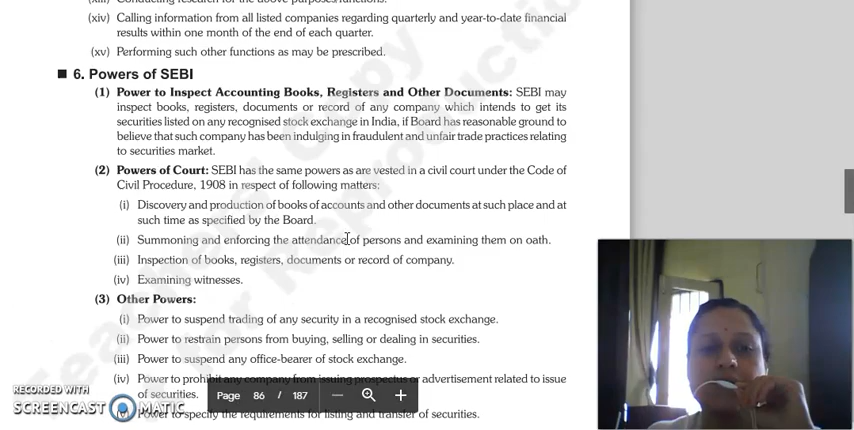 (xiii) Conducting research for the above purposes/functions.
(xiv) Calling information from all listed companies regarding quarterly and year-to-date financial
results within one month of the end of each quarter.
(xv) Performing such other functions as may be prescribed.
■ 6. Powers of SEBI
(1) Power to Inspect Accounting Books, Registers and Other Documents: SEBI may
inspect books, registers, documents or record of any company which intends to get its
securities listed on any recognised stock exchange in India, if Board has reasonable ground to
believe that such company has been indulging in fraudulent and unfair trade practices relating
to securities market.
(2) Powers of Court: SEBI has the same powers as are vested in a civil court under the Code of
Civil Procedure, 1908 in respect of following matters:
(i) Discovery and production of books of accounts and other documents at such place and at
such time as specified by the Board.
(ii) Summoning and enforcing the attendance of persons and examining them on oath.
(iii) Inspection of books, registers, documents or record of company.
(iv) Examining witnesses.
(3) Other Powers:
(i) Power to suspend trading of any security in a recognised stock exchange.
(ii) Power to restrain persons from buying, selling or dealing in securities.
(iii) Power to suspend any office-bearer of stock exchange.
(iv) Power to prohibit any company from issuing prospectus or advertisement related to issue
of securities.
(v) Power to specify the requirements for listing and transfer of securities.
Page 86 / 187
RECORDED WITH
SCREENCAST MATIC
Teachers Copy
for Reproduction